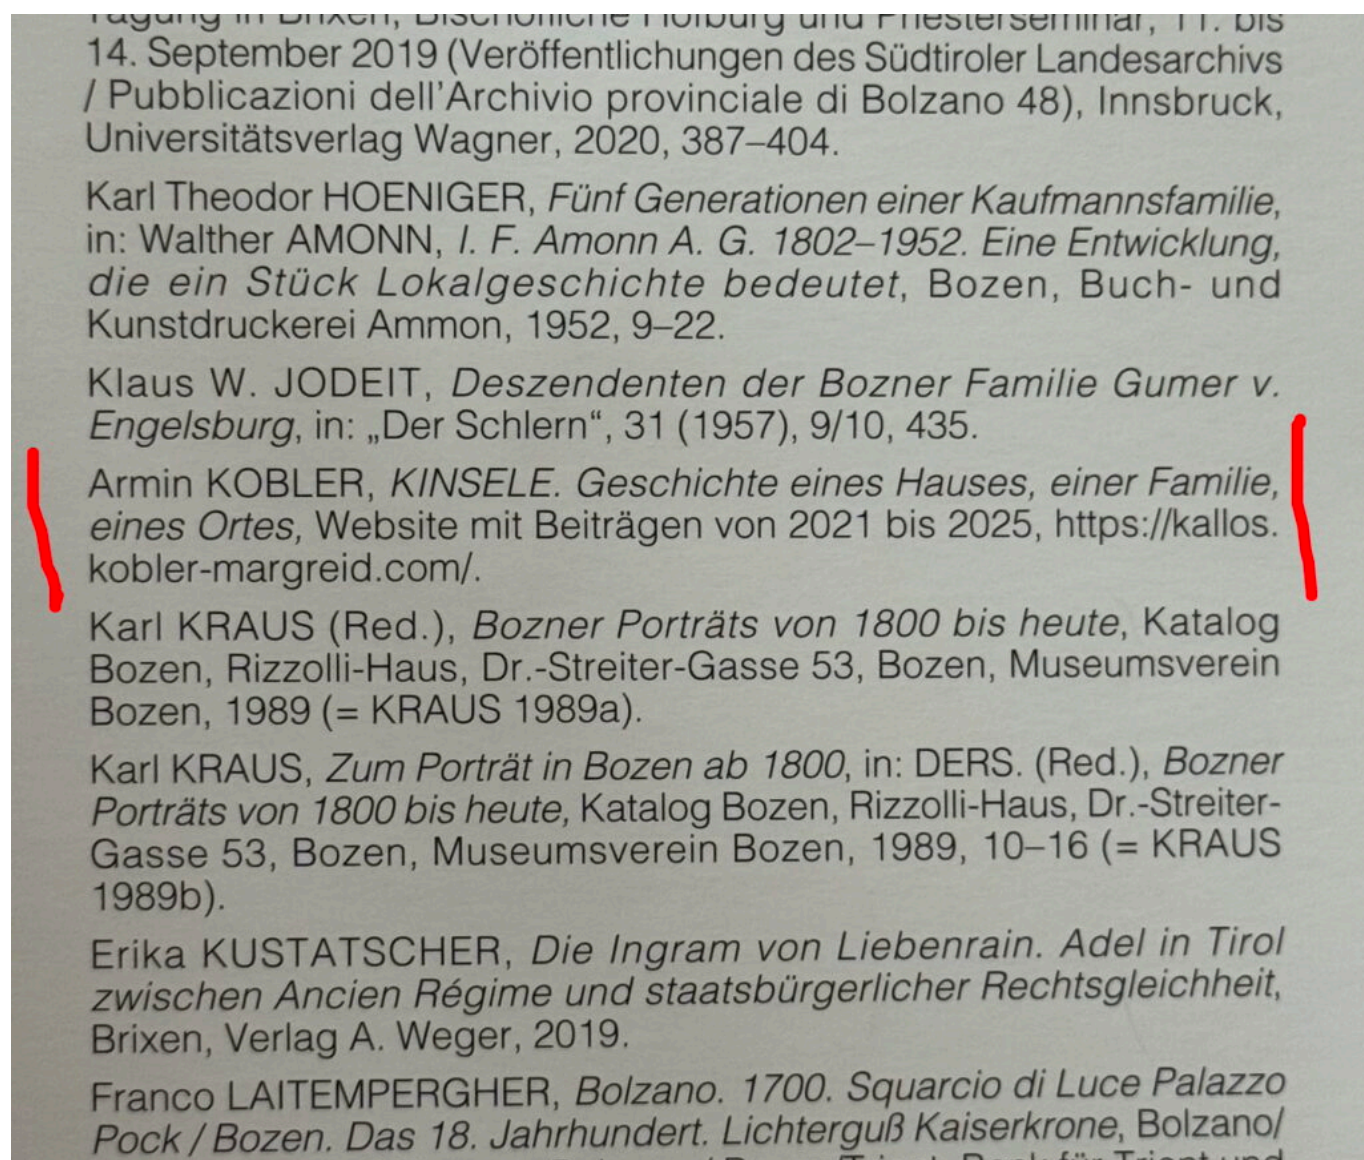 Tagung in Brixen, Bischöfliche Hofburg und Priesterseminar, 11. bis
14. September 2019 (Veröffentlichungen des Südtiroler Landesarchivs
/ Pubblicazioni dell'Archivio provinciale di Bolzano 48), Innsbruck,
Universitätsverlag Wagner, 2020, 387–404.
Karl Theodor HOENIGER, Fünf Generationen einer Kaufmannsfamilie,
in: Walther AMONN, I. F. Amonn A. G. 1802–1952. Eine Entwicklung,
die ein Stück Lokalgeschichte bedeutet, Bozen, Buch- und
Kunstdruckerei Ammon, 1952, 9–22.
Klaus W. JODEIT, Deszendenten der Bozner Familie Gumer v.
Engelsburg, in: „Der Schlern“, 31 (1957), 9/10, 435.
Armin KOBLER, KINSELE. Geschichte eines Hauses, einer Familie,
eines Ortes, Website mit Beiträgen von 2021 bis 2025, https://kallos.
kobler-margreid.com/.
Karl KRAUS (Red.), Bozner Porträts von 1800 bis heute, Katalog
Bozen, Rizzolli-Haus, Dr.-Streiter-Gasse 53, Bozen, Museumsverein
Bozen, 1989 (= KRAUS 1989a).
Karl KRAUS, Zum Porträt in Bozen ab 1800, in: DERS. (Red.), Bozner
Porträts von 1800 bis heute, Katalog Bozen, Rizzolli-Haus, Dr.-Streiter-
Gasse 53, Bozen, Museumsverein Bozen, 1989, 10–16 (= KRAUS
1989b).
Erika KUSTATSCHER, Die Ingram von Liebenrain. Adel in Tirol
zwischen Ancien Régime und staatsbürgerlicher Rechtsgleichheit,
Brixen, Verlag A. Weger, 2019.
Franco LAITEMPERGHER, Bolzano. 1700. Squarcio di Luce Palazzo
Pock / Bozen. Das 18. Jahrhundert. Lichterguß Kaiserkrone, Bolzano/